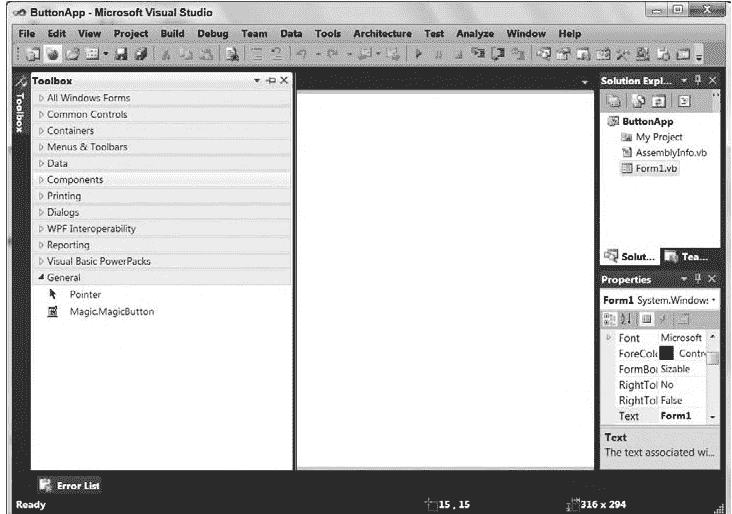 ButtonApp - Microsoft Visual Studio
File Edit View Project Build Debug Team Data Tools Architecture Test Analyze Window Help
Toolbox
Toolbox
All Windows Forms
Common Controls
Containers
Menus & Toolbars
Data
Components
Printing
Dialogs
WPF Interoperability
Reporting
Visual Basic PowerPacks
General
Pointer
Magic.MagicButton
Solution Expl...
ButtonApp
My Project
AssemblyInfo.vb
Form1.vb
Solut... Tea...
Properties
Form1 System.Window:
Font Microsoft
ForeColo Contr
FormBor Sizable
RightTol No
RightTol False
Text Form1
Text
The text associated wi...
Error List
Ready 15 , 15 316 x 294